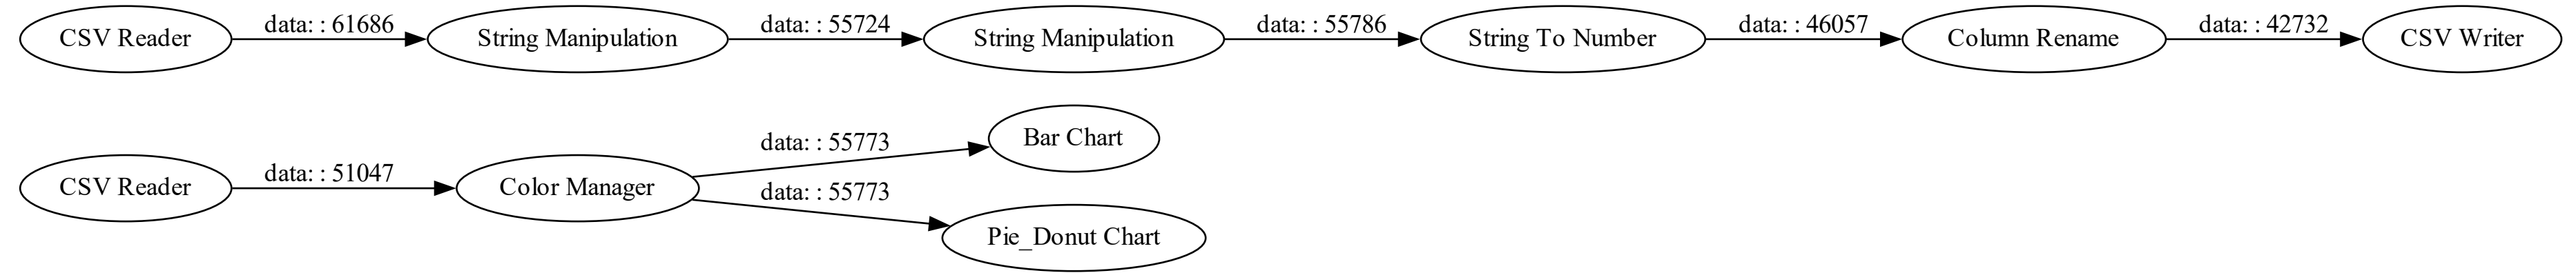 CSV Reader data: : 61686 String Manipulation data: : 55724 String Manipulation data: : 55786 String To Number data: : 46057 Column Rename data: : 42732 CSV Writer
data: : 55773 Bar Chart
CSV Reader data: : 51047 Color Manager
data: : 55773
Pie_Donut Chart